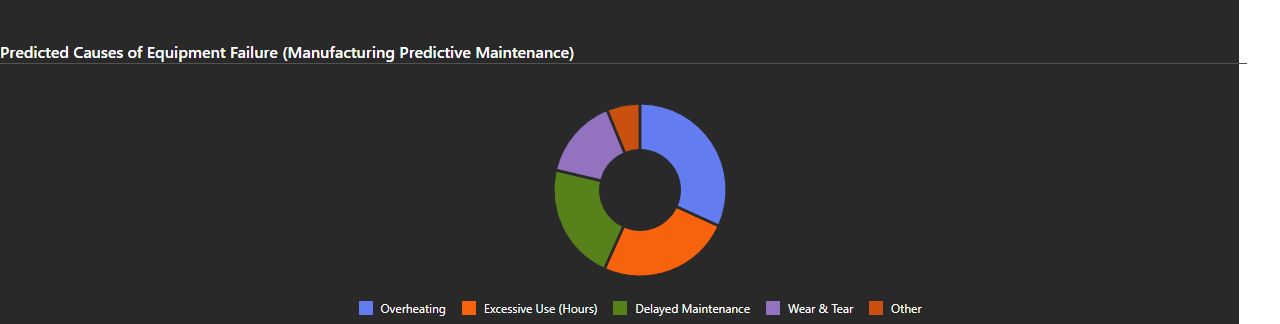 Predicted Causes of Equipment Failure (Manufacturing Predictive Maintenance)
Overheating Excessive Use (Hours) Delayed Maintenance Wear & Tear Other